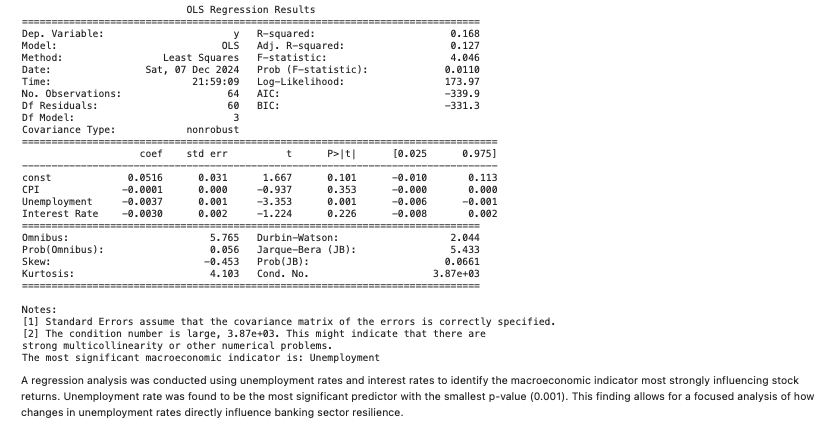 OLS Regression Results
==============================================================================
Dep. Variable:                      y   R-squared:                       0.168
Model:                            OLS   Adj. R-squared:                  0.127
Method:                 Least Squares   F-statistic:                     4.046
Date:                Sat, 07 Dec 2024   Prob (F-statistic):             0.0110
Time:                        21:59:09   Log-Likelihood:                 173.97
No. Observations:                  64   AIC:                            -339.9
Df Residuals:                      60   BIC:                            -331.3
Df Model:                           3
Covariance Type:            nonrobust
=================================================================================
                    coef    std err          t      P>|t|      [0.025      0.975]
---------------------------------------------------------------------------------
const             0.0516      0.031      1.667      0.101      -0.010       0.113
CPI              -0.0001      0.000     -0.937      0.353      -0.000       0.000
Unemployment     -0.0037      0.001     -3.353      0.001      -0.006      -0.001
Interest Rate    -0.0030      0.002     -1.224      0.226      -0.008       0.002
==============================================================================
Omnibus:                        5.765   Durbin-Watson:                   2.044
Prob(Omnibus):                  0.056   Jarque-Bera (JB):                5.433
Skew:                          -0.453   Prob(JB):                       0.0661
Kurtosis:                       4.103   Cond. No.                     3.87e+03
==============================================================================
Notes:
[1] Standard Errors assume that the covariance matrix of the errors is correctly specified.
[2] The condition number is large, 3.87e+03. This might indicate that there are
strong multicollinearity or other numerical problems.
The most significant macroeconomic indicator is: Unemployment
A regression analysis was conducted using unemployment rates and interest rates to identify the macroeconomic indicator most strongly influencing stock
returns. Unemployment rate was found to be the most significant predictor with the smallest p-value (0.001). This finding allows for a focused analysis of how
changes in unemployment rates directly influence banking sector resilience.